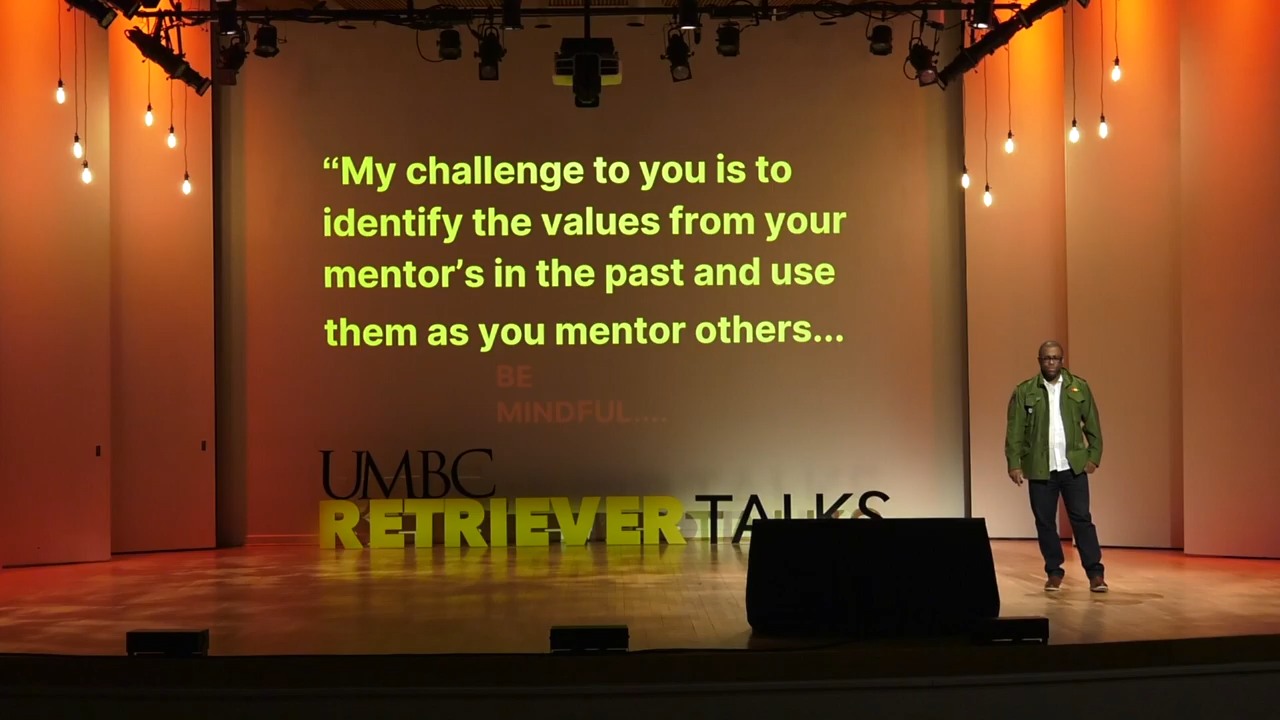 “My challenge to you is to
identify the values from your
mentor’s in the past and use
them as you mentor others...
BE
MINDFUL....
UMBC
RETRIEVER TALKS